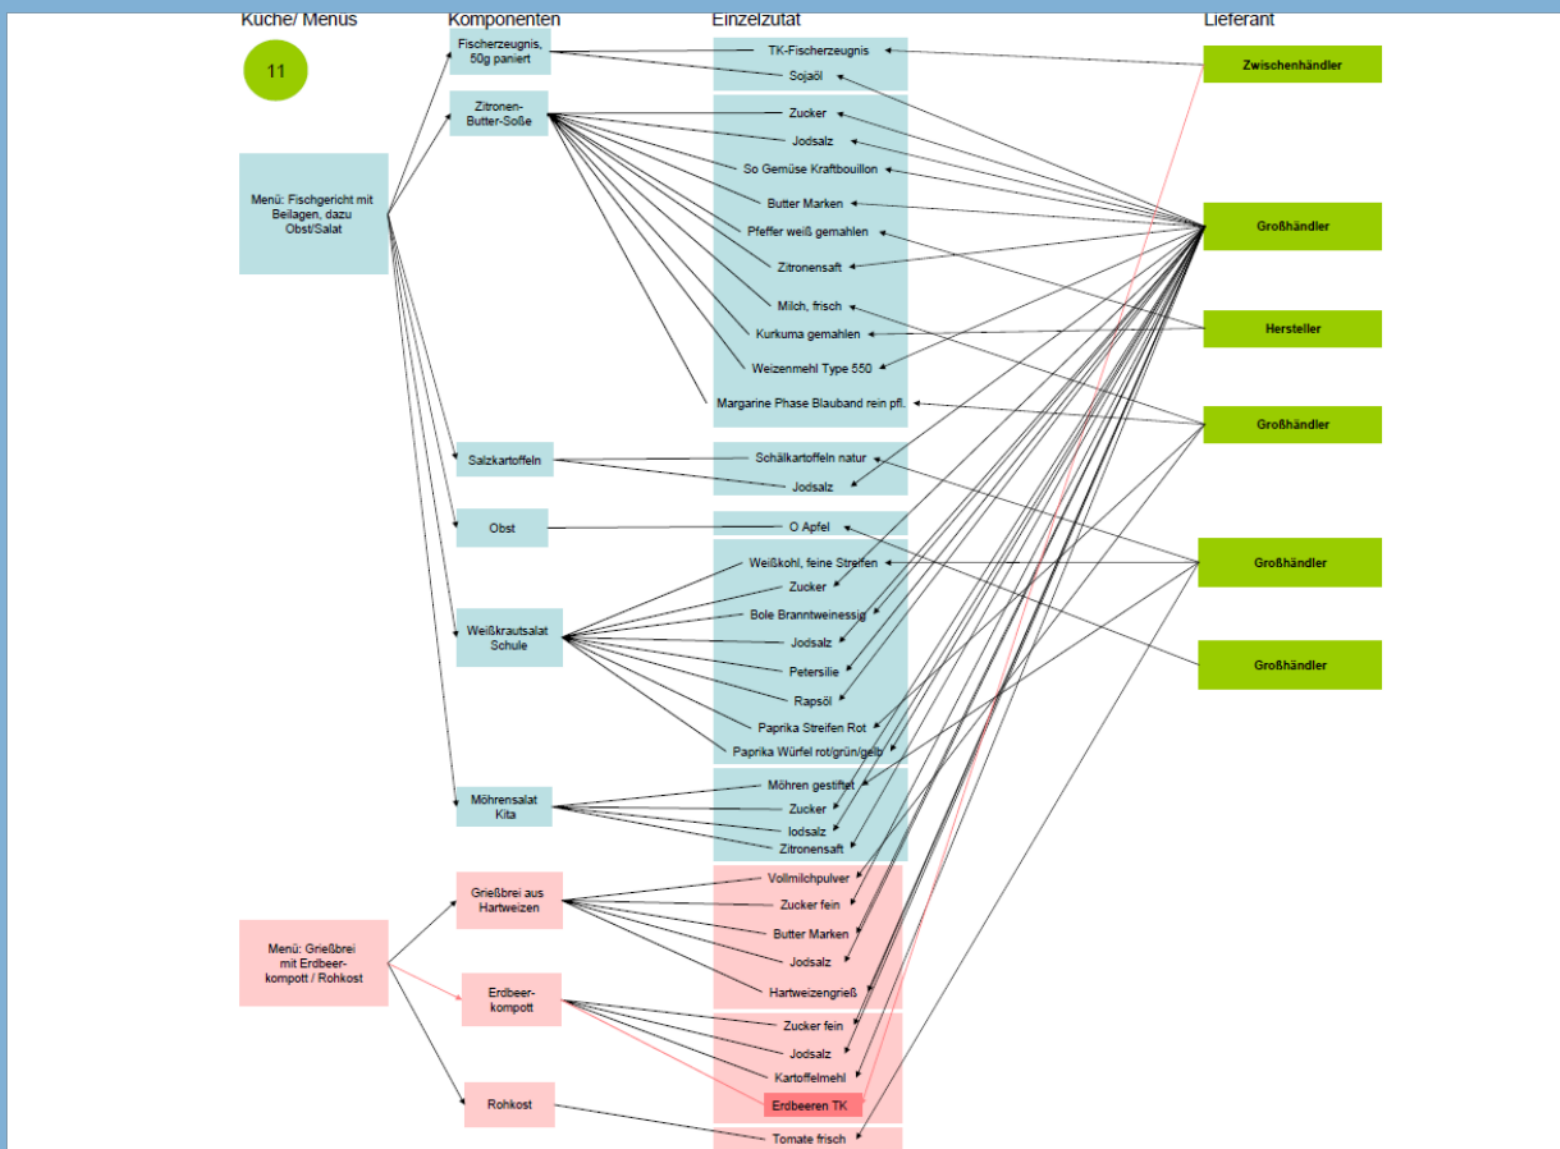 Küche/ Menüs
Komponenten
Einzelzutat
Lieferant
11
Menü: Fischgericht mit
Beilagen, dazu
Obst/Salat
Menü: Grießbrei
mit Erdbeer-
kompott / Rohkost
Fischerzeugnis,
50g paniert
Zitronen-
Butter-Soße
Salzkartoffeln
Obst
Weißkrautsalat
Schule
Möhrensalat
Kita
Grießbrei aus
Hartweizen
Erdbeer-
kompott
Rohkost
TK-Fischerzeugnis
Sojaöl
Zucker
Jodsalz
So Gemüse Kraftbouillon
Butter Marken
Pfeffer weiß gemahlen
Zitronensaft
Milch, frisch
Kurkuma gemahlen
Weizenmehl Type 550
Margarine Phase Blauband rein pfl.
Schälkartoffeln natur
Jodsalz
O Apfel
Weißkohl, feine Streifen
Zucker
Bole Branntweinessig
Jodsalz
Petersilie
Rapsöl
Paprika Streifen Rot
Paprika Würfel rot/grün/gelb
Möhren gestiftet
Zucker
Iodsalz
Zitronensaft
Vollmilchpulver
Zucker fein
Butter Marken
Jodsalz
Hartweizengrieß
Zucker fein
Jodsalz
Kartoffelmehl
Erdbeeren TK
Tomate frisch
Zwischenhändler
Großhändler
Hersteller
Großhändler
Großhändler
Großhändler